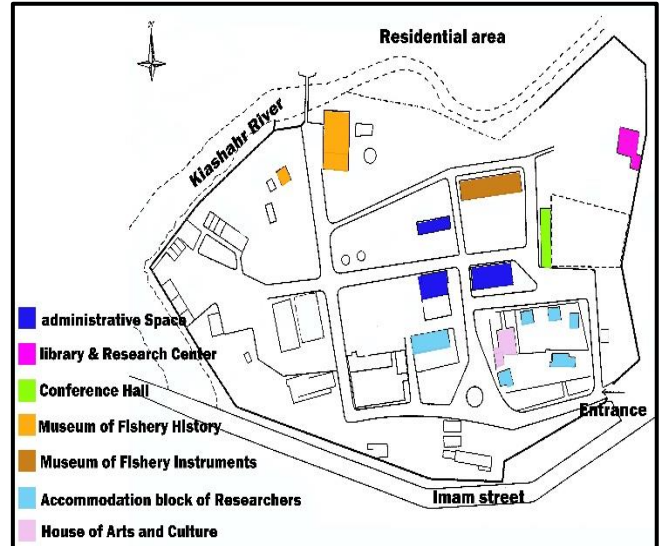 Residential area
Kiashahr River
administrative Space
library & Research Center
Conference Hall
Museum of Fishery History
Museum of Fishery Instruments
Accommodation block of Researchers
House of Arts and Culture
Entrance
Imam street